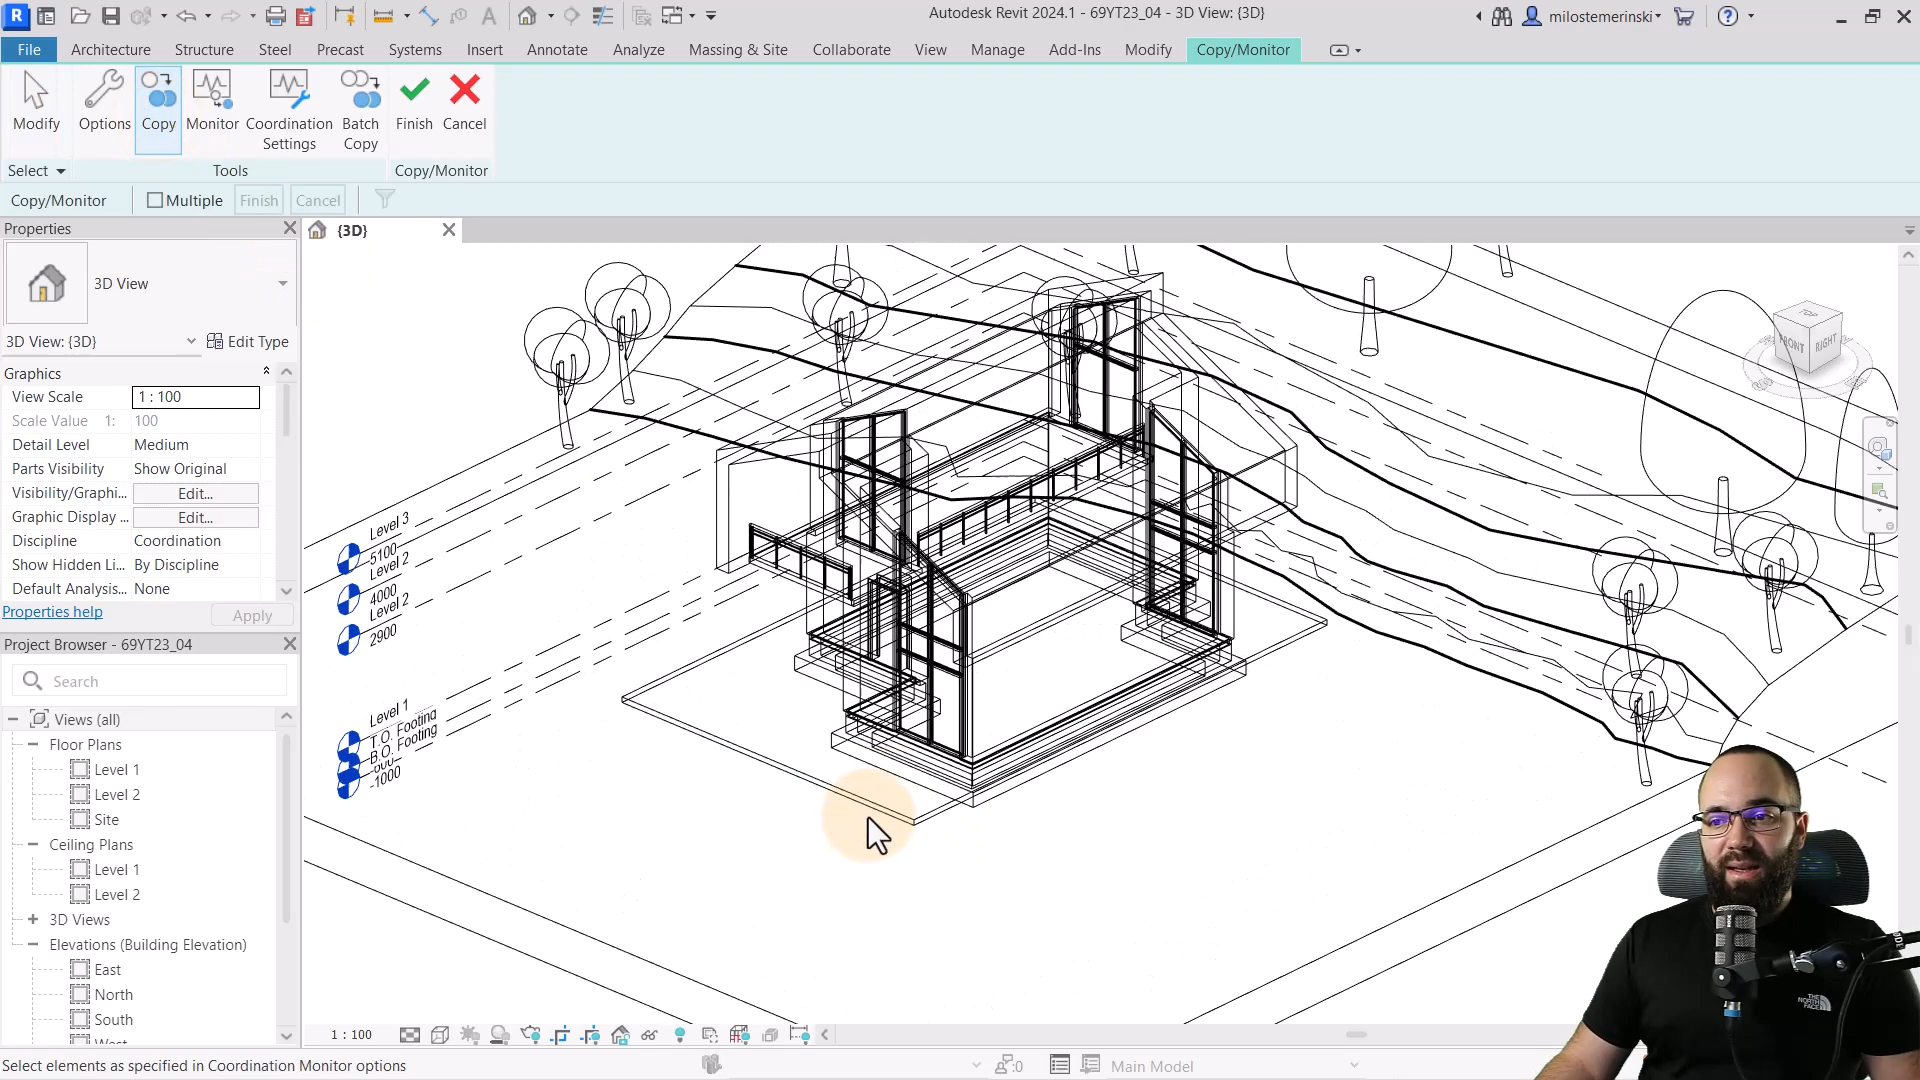 Autodesk Revit 2024.1 - 69YT23_04 - 3D View: {3D}
milostemerinski
File
Architecture
Structure
Steel
Precast
Systems
Insert
Annotate
Analyze
Massing & Site
Collaborate
View
Manage
Add-Ins
Modify
Copy/Monitor
Modify
Options
Copy
Monitor
Coordination
Settings
Batch
Copy
Finish
Cancel
Select
Tools
Copy/Monitor
Copy/Monitor
Multiple
Finish
Cancel
Properties
{3D}
3D View
3D View: {3D}
Edit Type
Graphics
View Scale
1 : 100
Scale Value 1:
100
Detail Level
Medium
Parts Visibility
Show Original
Visibility/Graphi...
Edit...
Graphic Display ...
Edit...
Discipline
Coordination
Show Hidden Li...
By Discipline
Default Analysis...
None
Properties help
Apply
Project Browser - 69YT23_04
Search
Views (all)
Floor Plans
Level 1
Level 2
Site
Ceiling Plans
Level 1
Level 2
3D Views
Elevations (Building Elevation)
East
North
South
Level 3
5100
Level 2
4000
Level 2
2900
Level 1
T.O. Footing
B.O. Footing
-1000
TOP
FRONT
RIGHT
THE
NORTH
FACE
1 : 100
Select elements as specified in Coordination Monitor options
:0
Main Model